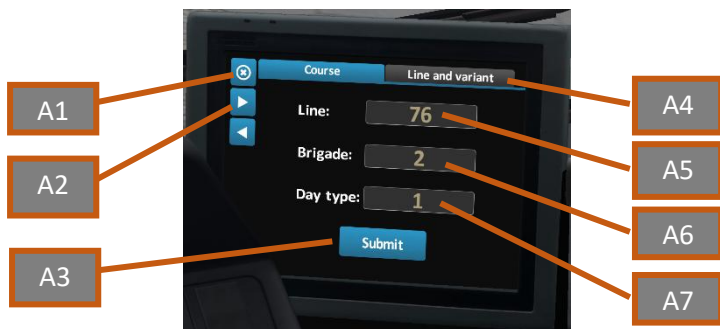 A1
A2
A3
Course
Line and variant
Line: 76
Brigade: 2
Day type: 1
Submit
A4
A5
A6
A7